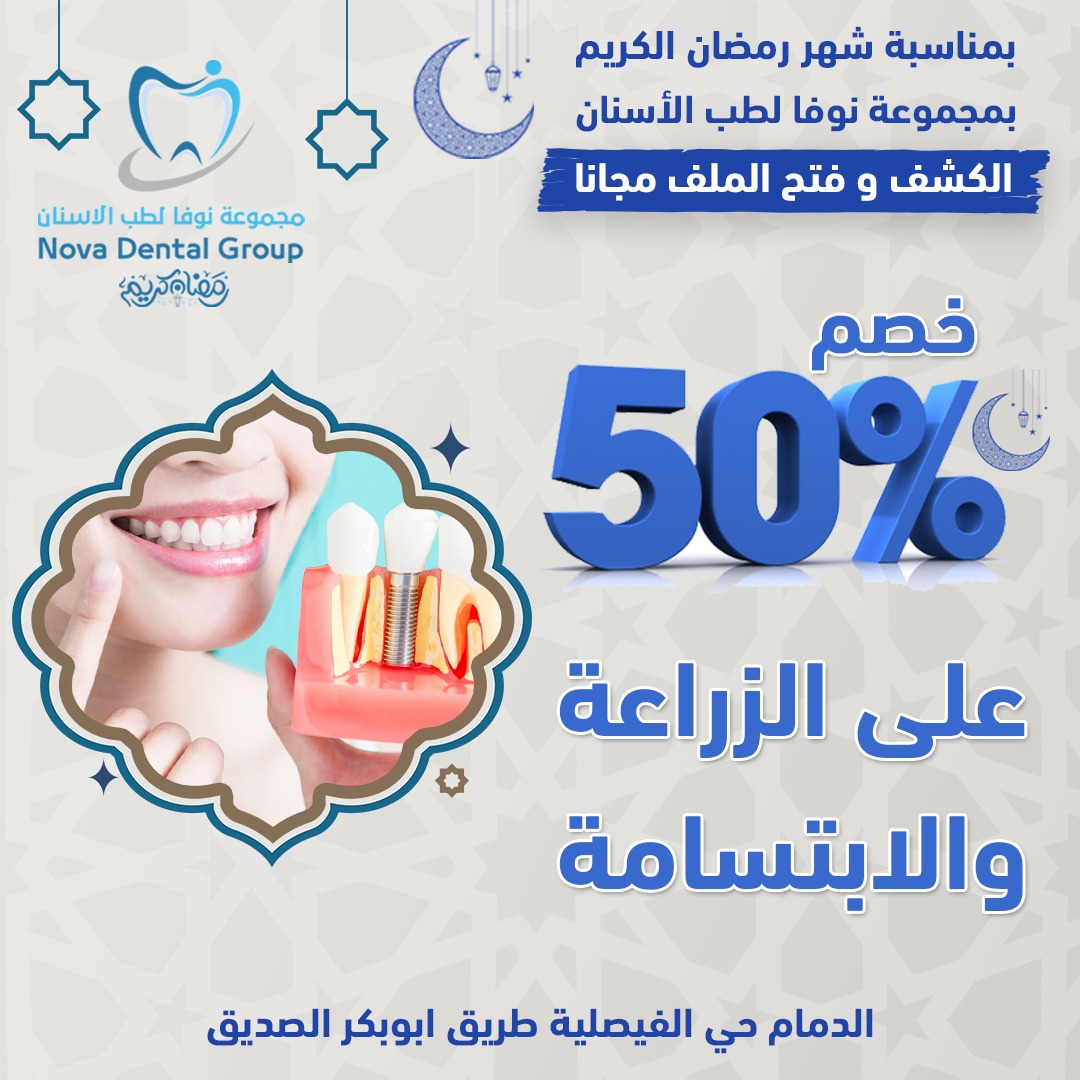 بمناسبة شهر رمضان الكريم
بمجموعة نوفا لطب الأسنان
الكشف و فتح الملف مجانا
مجموعة نوفا لطب الاسنان
Nova Dental Group
رمضان كريم
خصم
50%
على الزراعة
والابتسامة
الدمام حي الفيصلية طريق ابوبكر الصديق